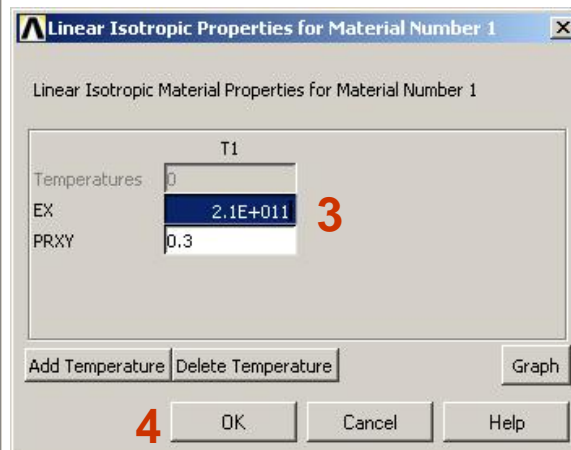 Linear Isotropic Properties for Material Number 1
Linear Isotropic Material Properties for Material Number 1
T1
Temperatures 0
EX 2.1E+011 3
PRXY 0.3
Add Temperature Delete Temperature Graph
4 OK Cancel Help